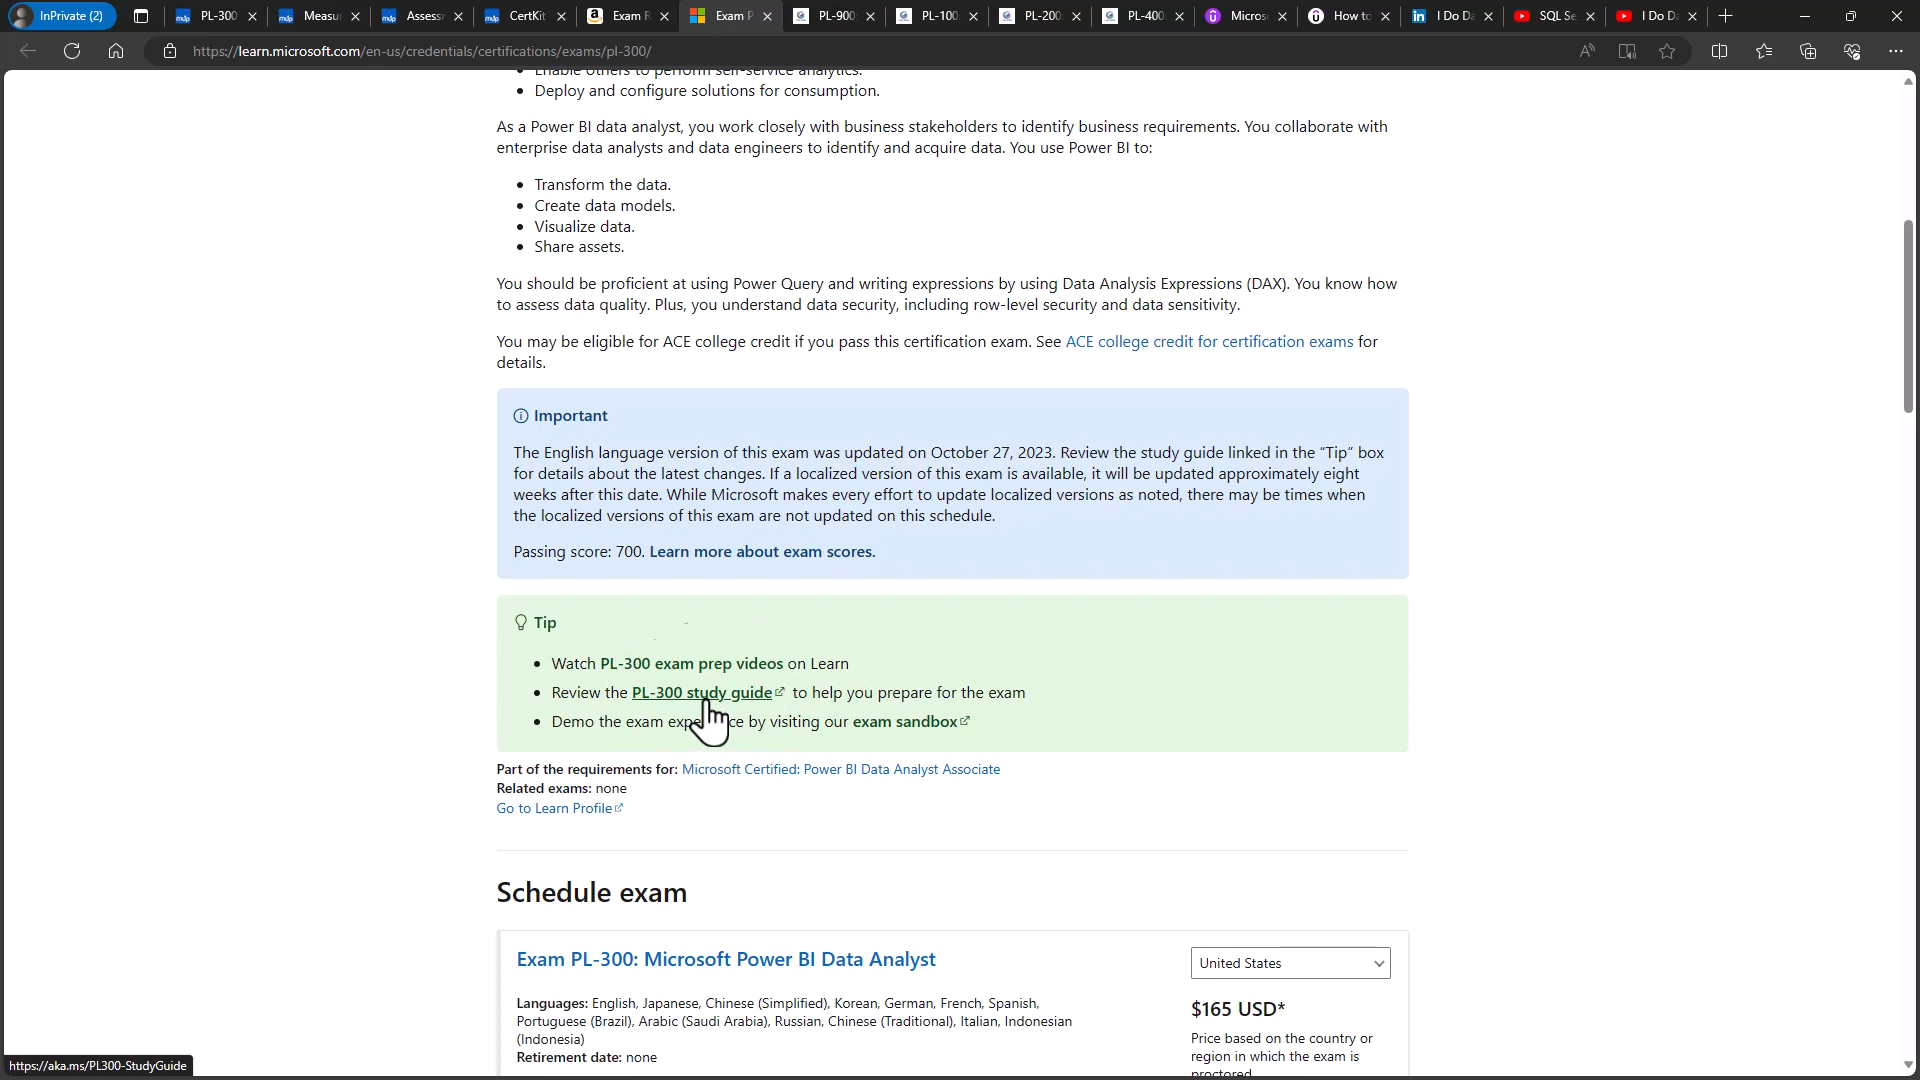 InPrivate (2)
PL-300
Measu
Assess
CertKit
Exam R
Exam P
PL-900
PL-100
PL-200
PL-400
Micros
How to
I Do Da
SQL Se
I Do Da
https://learn.microsoft.com/en-us/credentials/certifications/exams/pl-300/
• Enable others to perform self-service analytics.
• Deploy and configure solutions for consumption.
As a Power BI data analyst, you work closely with business stakeholders to identify business requirements. You collaborate with
enterprise data analysts and data engineers to identify and acquire data. You use Power BI to:
• Transform the data.
• Create data models.
• Visualize data.
• Share assets.
You should be proficient at using Power Query and writing expressions by using Data Analysis Expressions (DAX). You know how
to assess data quality. Plus, you understand data security, including row-level security and data sensitivity.
You may be eligible for ACE college credit if you pass this certification exam. See ACE college credit for certification exams for
details.
Important
The English language version of this exam was updated on October 27, 2023. Review the study guide linked in the “Tip” box
for details about the latest changes. If a localized version of this exam is available, it will be updated approximately eight
weeks after this date. While Microsoft makes every effort to update localized versions as noted, there may be times when
the localized versions of this exam are not updated on this schedule.
Passing score: 700. Learn more about exam scores.
Tip
• Watch PL-300 exam prep videos on Learn
• Review the PL-300 study guide to help you prepare for the exam
• Demo the exam expe ce by visiting our exam sandbox
Part of the requirements for: Microsoft Certified: Power BI Data Analyst Associate
Related exams: none
Go to Learn Profile
Schedule exam
Exam PL-300: Microsoft Power BI Data Analyst
United States
Languages: English, Japanese, Chinese (Simplified), Korean, German, French, Spanish,
Portuguese (Brazil), Arabic (Saudi Arabia), Russian, Chinese (Traditional), Italian, Indonesian
(Indonesia)
Retirement date: none
$165 USD*
Price based on the country or
region in which the exam is
proctored
https://aka.ms/PL300-StudyGuide